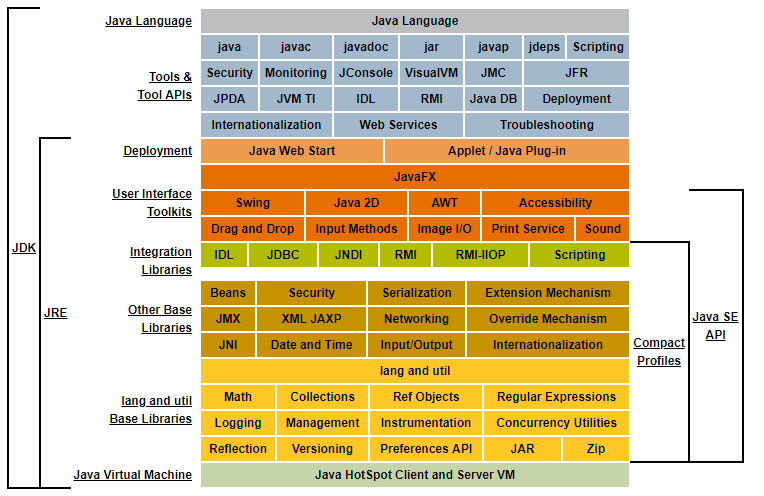 Java Language Java Language
java javac javadoc jar javap jdeps Scripting
Tools & Tool APIs
Security Monitoring JConsole VisualVM JMC JFR
JPDA JVM TI IDL RMI Java DB Deployment
Internationalization Web Services Troubleshooting
Deployment Java Web Start Applet / Java Plug-in
JavaFX
User Interface Toolkits
Swing Java 2D AWT Accessibility
Drag and Drop Input Methods Image I/O Print Service Sound
JDK
Integration Libraries
IDL JDBC JNDI RMI RMI-IIOP Scripting
JRE
Other Base Libraries
Beans Security Serialization Extension Mechanism
JMX XML JAXP Networking Override Mechanism
JNI Date and Time Input/Output Internationalization
Java SE API
Compact Profiles
lang and util
lang and util Base Libraries
Math Collections Ref Objects Regular Expressions
Logging Management Instrumentation Concurrency Utilities
Reflection Versioning Preferences API JAR Zip
Java Virtual Machine Java HotSpot Client and Server VM